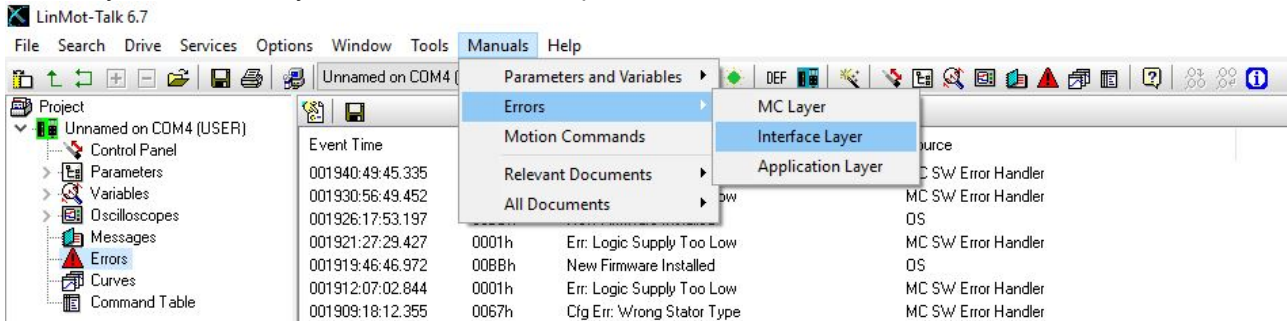 LinMot-Talk 6.7
File Search Drive Services Options Window Tools Manuals Help
Unnamed on COM4 (
DEF
Project
Unnamed on COM4 (USER)
Control Panel
Parameters
Variables
Oscilloscopes
Messages
Errors
Curves
Command Table
Parameters and Variables
Errors
Motion Commands
Relevant Documents
All Documents
MC Layer
Interface Layer
Application Layer
Event Time
001940:49:45.335 MC SW Error Handler
001930:56:49.452 MC SW Error Handler
001926:17:53.197 OS
001921:27:29.427 0001h Err: Logic Supply Too Low MC SW Error Handler
001919:46:46.972 00BBh New Firmware Installed OS
001912:07:02.844 0001h Err: Logic Supply Too Low MC SW Error Handler
001909:18:12.355 0067h Cfg Err: Wrong Stator Type MC SW Error Handler